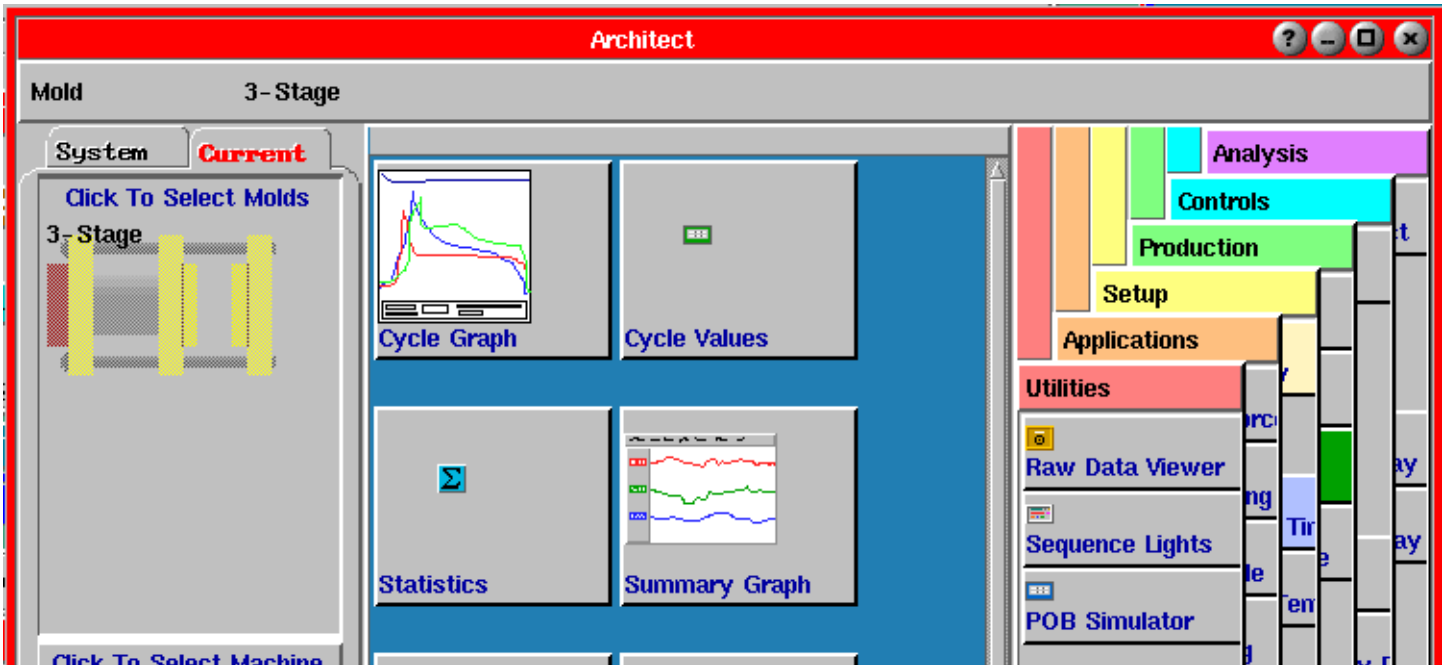 Architect
?
Mold 3-Stage
System Current
Click To Select Molds
3-Stage
Click To Select Machine
Cycle Graph
Cycle Values
Σ
Statistics
Summary Graph
Analysis
Controls
Production
Setup
Applications
Utilities
Raw Data Viewer
Sequence Lights
POB Simulator